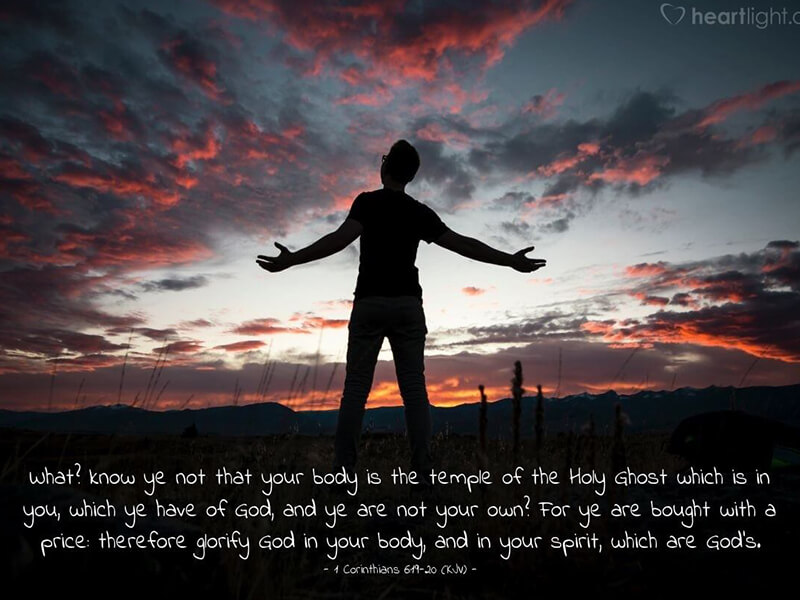 heartlight.
What? Know ye not that your body is the temple of the Holy Ghost which is in
you, which ye have of God, and ye are not your own? For ye are bought with a
price: therefore glorify God in your body, and in your spirit, which are God's.
- 1 Corinthians 6:19-20 (KJV) -